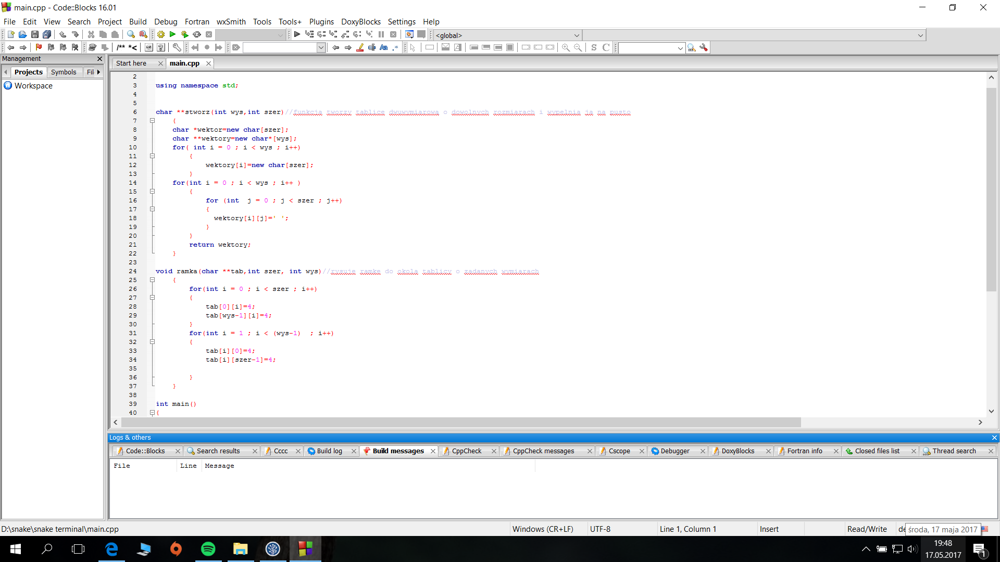 main.cpp - Code::Blocks 16.01
File Edit View Search Project Build Debug Fortran wxSmith Tools Tools+ Plugins DoxyBlocks Settings Help
<global>
/** *<
Aa .*
S C
Management
Start here main.cpp
Projects Symbols Fil
Workspace
2
3 using namespace std;
4
5
6 char **stworz(int wys,int szer)//funkcja tworzy tablice dwuwymiarowa o dowolnych rozmiarach i wypelnia ja na pusto
7 {
8 char *wektor=new char[szer];
9 char **wektory=new char*[wys];
10 for( int i = 0 ; i < wys ; i++)
11 {
12 wektory[i]=new char[szer];
13 }
14 for(int i = 0 ; i < wys ; i++ )
15 {
16 for (int  j = 0 ; j < szer ; j++)
17 {
18 wektory[i][j]=' ';
19 }
20 }
21 return wektory;
22 }
23
24 void ramka(char **tab,int szer, int wys)//rysuje ramke do okola tablicy o zadanych wymiarach
25 {
26 for(int i = 0 ; i < szer ; i++)
27 {
28 tab[0][i]=4;
29 tab[wys-1][i]=4;
30 }
31 for(int i = 1 ; i < (wys-1)  ; i++)
32 {
33 tab[i][0]=4;
34 tab[i][szer-1]=4;
35
36 }
37 }
38
39 int main()
40 {
Logs & others
Code::Blocks Search results Cccc Build log Build messages CppCheck CppCheck messages Cscope Debugger DoxyBlocks Fortran info Closed files list Thread search
File Line Message
D:\snake\snake terminal\main.cpp Windows (CR+LF) UTF-8 Line 1, Column 1 Insert Read/Write de
środa, 17 maja 2017
19:48
17.05.2017
1